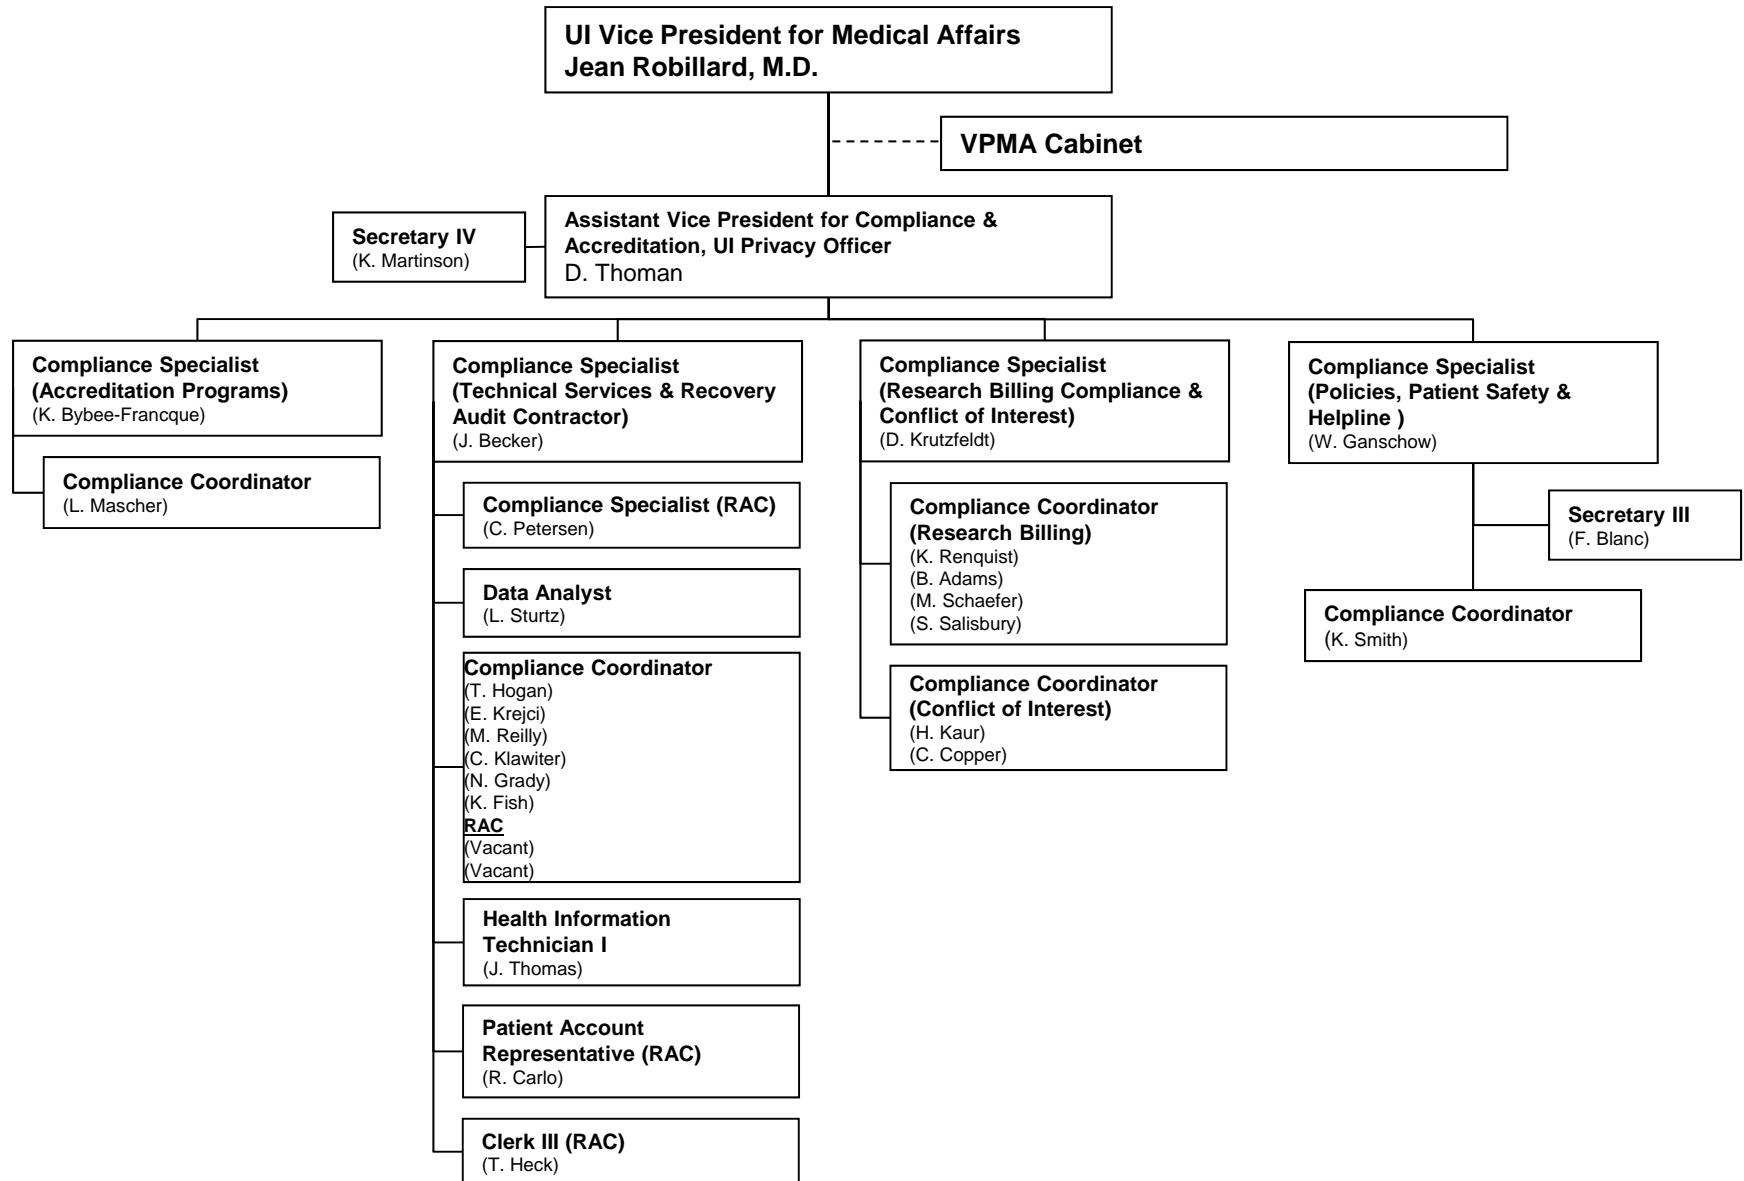 UI Vice President for Medical Affairs
Jean Robillard, M.D.
VPMA Cabinet
Secretary IV
(K. Martinson)
Assistant Vice President for Compliance &
Accreditation, UI Privacy Officer
D. Thoman
Compliance Specialist
(Accreditation Programs)
(K. Bybee-Francque)
Compliance Coordinator
(L. Mascher)
Compliance Specialist
(Technical Services & Recovery
Audit Contractor)
(J. Becker)
Compliance Specialist (RAC)
(C. Petersen)
Data Analyst
(L. Sturtz)
Compliance Coordinator
(T. Hogan)
(E. Krejci)
(M. Reilly)
(C. Klawiter)
(N. Grady)
(K. Fish)
RAC
(Vacant)
(Vacant)
Health Information
Technician I
(J. Thomas)
Patient Account
Representative (RAC)
(R. Carlo)
Clerk III (RAC)
(T. Heck)
Compliance Specialist
(Research Billing Compliance &
Conflict of Interest)
(D. Krutzfeldt)
Compliance Coordinator
(Research Billing)
(K. Renquist)
(B. Adams)
(M. Schaefer)
(S. Salisbury)
Compliance Coordinator
(Conflict of Interest)
(H. Kaur)
(C. Copper)
Compliance Specialist
(Policies, Patient Safety &
Helpline )
(W. Ganschow)
Secretary III
(F. Blanc)
Compliance Coordinator
(K. Smith)